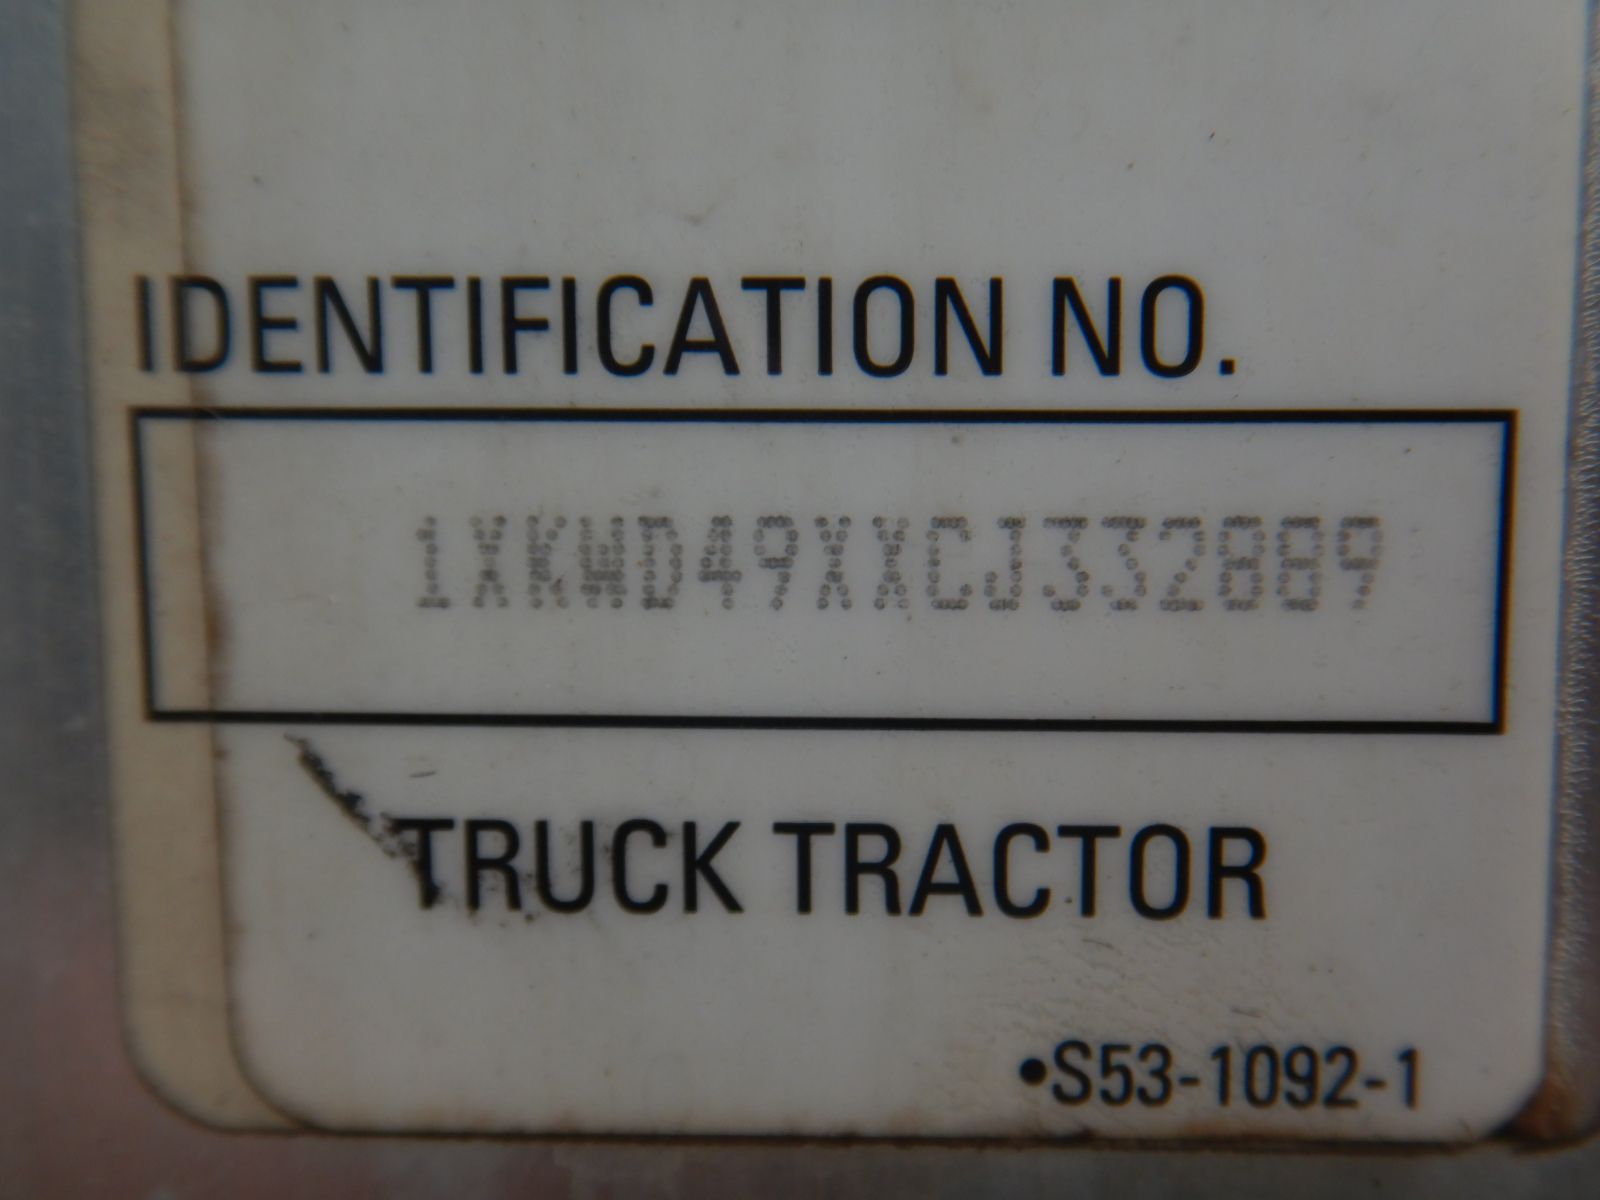 IDENTIFICATION NO.
1XKWD49XXCJ332889
TRUCK TRACTOR
•S53-1092-1